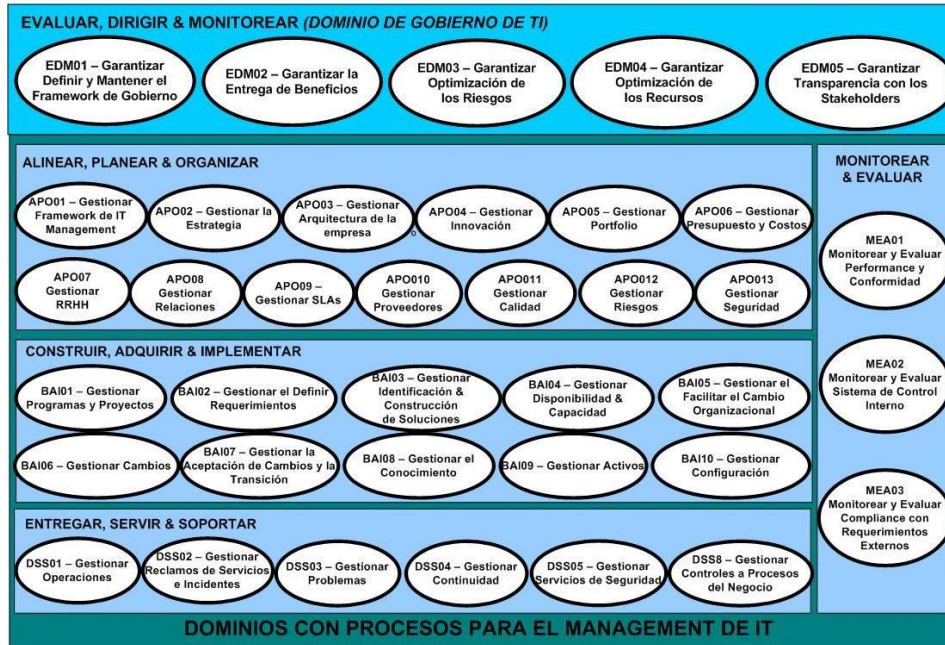 EVALUAR, DIRIGIR & MONITOREAR (DOMINIO DE GOBIERNO DE TI)
EDM01 – Garantizar
Definir y Mantener el
Framework de Gobierno
EDM02 – Garantizar la
Entrega de Beneficios
EDM03 – Garantizar
Optimización de
los Riesgos
EDM04 – Garantizar
Optimización de
los Recursos
EDM05 – Garantizar
Transparencia con los
Stakeholders
ALINEAR, PLANEAR & ORGANIZAR
APO01 – Gestionar
Framework de IT
Management
APO02 – Gestionar la
Estrategia
APO03 – Gestionar
Arquitectura de la
empresa
APO04 – Gestionar
Innovación
APO05 – Gestionar
Portfolio
APO06 – Gestionar
Presupuesto y Costos
APO07
Gestionar
RRHH
APO08
Gestionar
Relaciones
APO09 –
Gestionar SLAs
APO010
Gestionar
Proveedores
APO011
Gestionar
Calidad
APO012
Gestionar
Riesgos
APO013
Gestionar
Seguridad
CONSTRUIR, ADQUIRIR & IMPLEMENTAR
BAI01 – Gestionar
Programas y Proyectos
BAI02 – Gestionar el Definir
Requerimientos
BAI03 – Gestionar
Identificación &
Construcción
de Soluciones
BAI04 – Gestionar
Disponibilidad &
Capacidad
BAI05 – Gestionar el
Facilitar el Cambio
Organizacional
BAI06 – Gestionar Cambios
BAI07 – Gestionar la
Aceptación de Cambios y la
Transición
BAI08 – Gestionar el
Conocimiento
BAI09 – Gestionar Activos
BAI10 – Gestionar
Configuración
ENTREGAR, SERVIR & SOPORTAR
DSS01 – Gestionar
Operaciones
DSS02 – Gestionar
Reclamos de Servicios
e Incidentes
DSS03 – Gestionar
Problemas
DSS04 – Gestionar
Continuidad
DSS05 – Gestionar
Servicios de Seguridad
DSS8 – Gestionar
Controles a Procesos
del Negocio
MONITOREAR
& EVALUAR
MEA01
Monitorear y Evaluar
Performance y
Conformidad
MEA02
Monitorear y Evaluar
Sistema de Control
Interno
MEA03
Monitorear y Evaluar
Compliance con
Requerimientos
Externos
DOMINIOS CON PROCESOS PARA EL MANAGEMENT DE IT